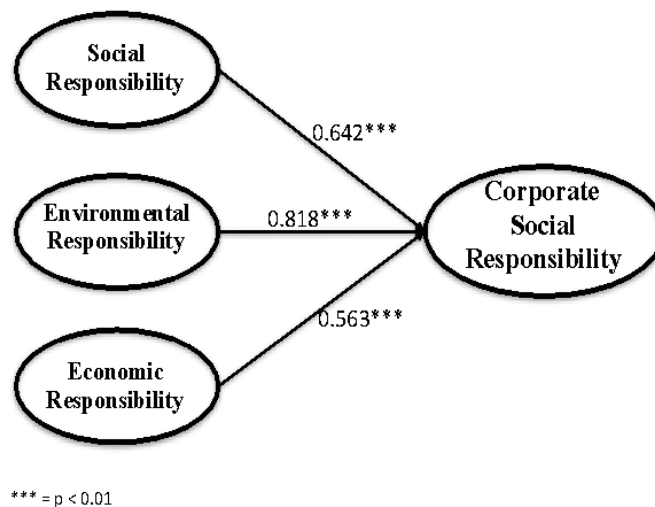 Social
Responsibility
0.642***
Environmental
Responsibility
0.818***
Corporate
Social
Responsibility
0.563***
Economic
Responsibility
*** = p < 0.01